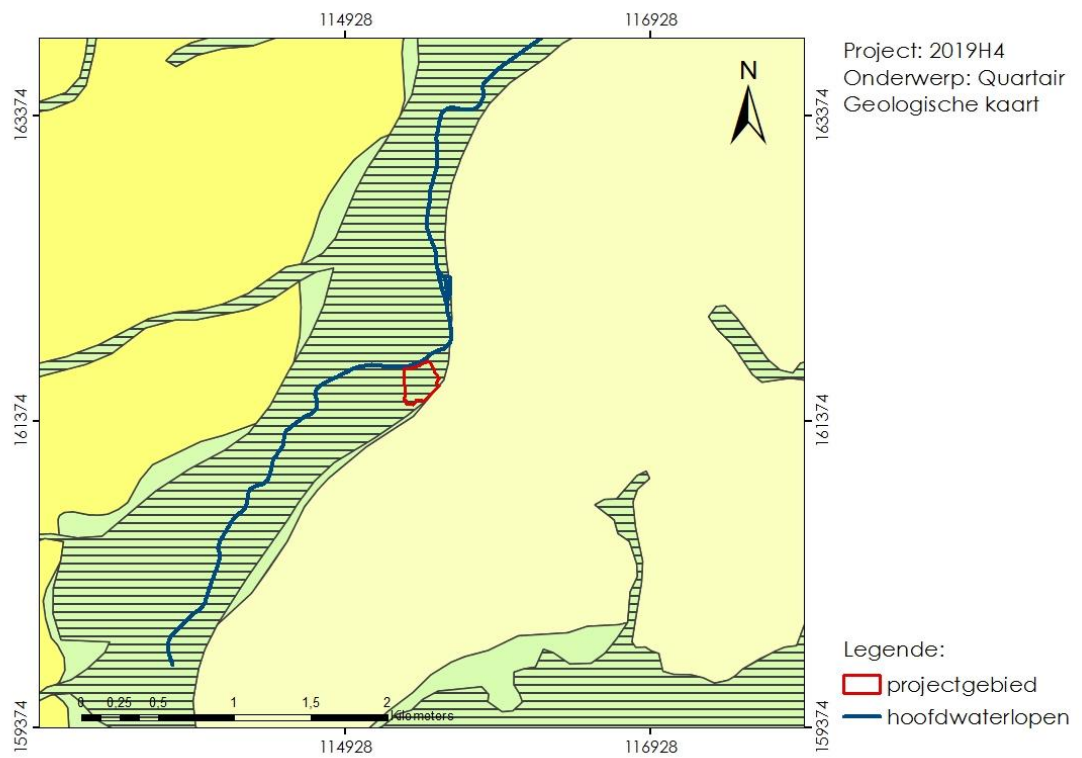 114928
116928
Project: 2019H4
Onderwerp: Quartair
Geologische kaart
N
163374
163374
161374
161374
Legende:
projectgebied
hoofdwaterlopen
0 0,25 0,5 1 1,5 2
Kilometers
159374
159374
114928
116928